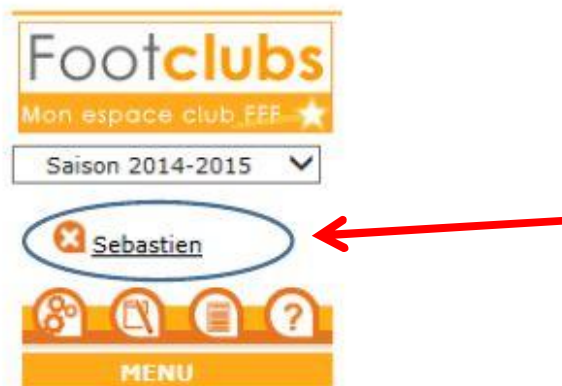 Footclubs
Mon espace club FFF
Saison 2014-2015
Sebastien
?
MENU